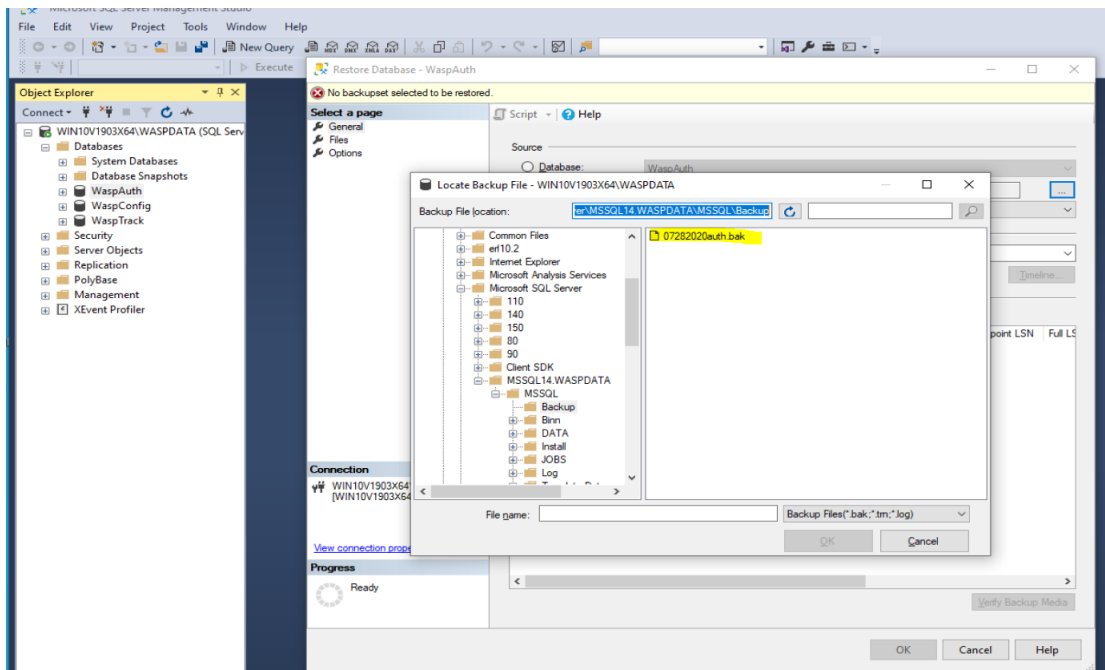 Microsoft SQL Server Management Studio
File Edit View Project Tools Window Help
New Query
Execute
Object Explorer
Connect
WIN10V1903X64\WASPDATA (SQL Serv
Databases
System Databases
Database Snapshots
WaspAuth
WaspConfig
WaspTrack
Security
Server Objects
Replication
PolyBase
Management
XEvent Profiler
Restore Database - WaspAuth
No backupset selected to be restored.
Select a page
General
Files
Options
Script Help
Source
Database: WaspAuth
...
Timeline...
point LSN Full LS
Locate Backup File - WIN10V1903X64\WASPDATA
Backup File location: er\MSSQL14.WASPDATA\MSSQL\Backup
Common Files
erl10.2
Internet Explorer
Microsoft Analysis Services
Microsoft SQL Server
110
140
150
80
90
Client SDK
MSSQL14.WASPDATA
MSSQL
Backup
Binn
DATA
Install
JOBS
Log
07282020auth.bak
File name: Backup Files(*.bak;*.trn;*.log)
OK Cancel
Connection
WIN10V1903X64
[WIN10V1903X64
View connection prope
Progress
Ready
Verify Backup Media
OK Cancel Help